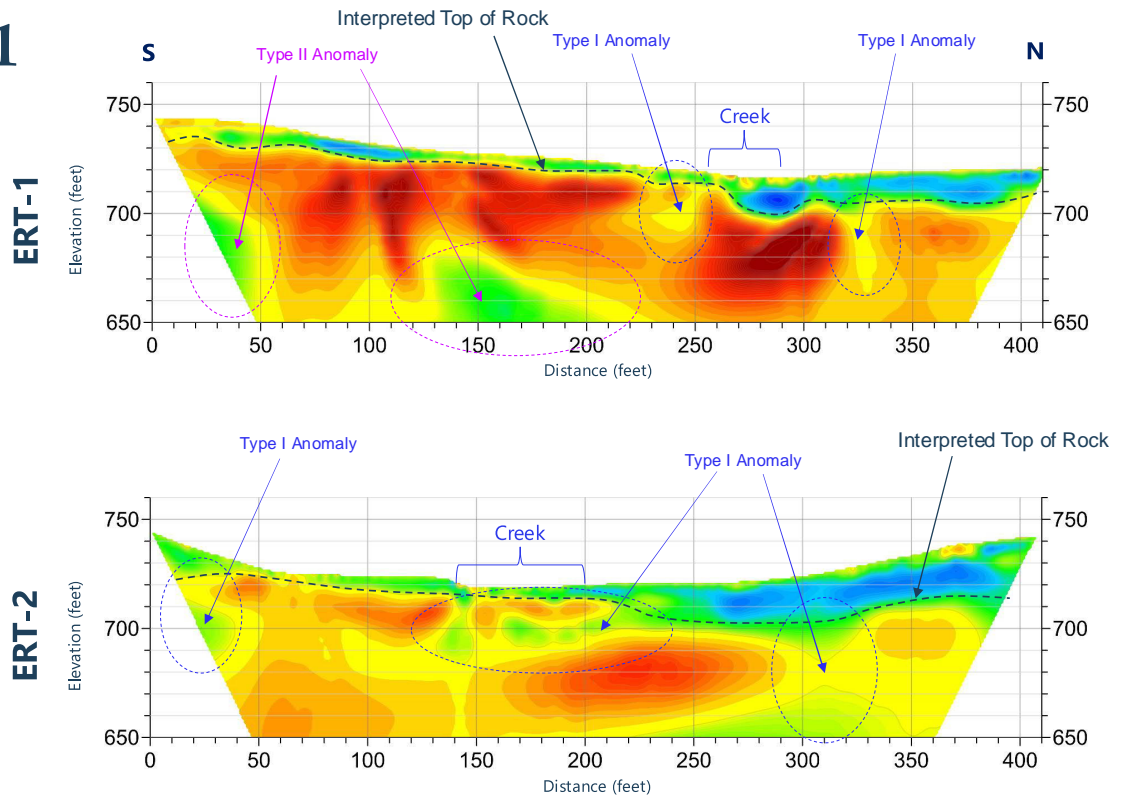 1
Interpreted Top of Rock
S
Type II Anomaly
Type I Anomaly
Type I Anomaly
N
Creek
ERT-1
Elevation (feet)
750
700
650
750
700
650
0 50 100 150 200 250 300 350 400
Distance (feet)
Type I Anomaly
Type I Anomaly
Interpreted Top of Rock
Creek
ERT-2
Elevation (feet)
750
700
650
750
700
650
0 50 100 150 200 250 300 350 400
Distance (feet)